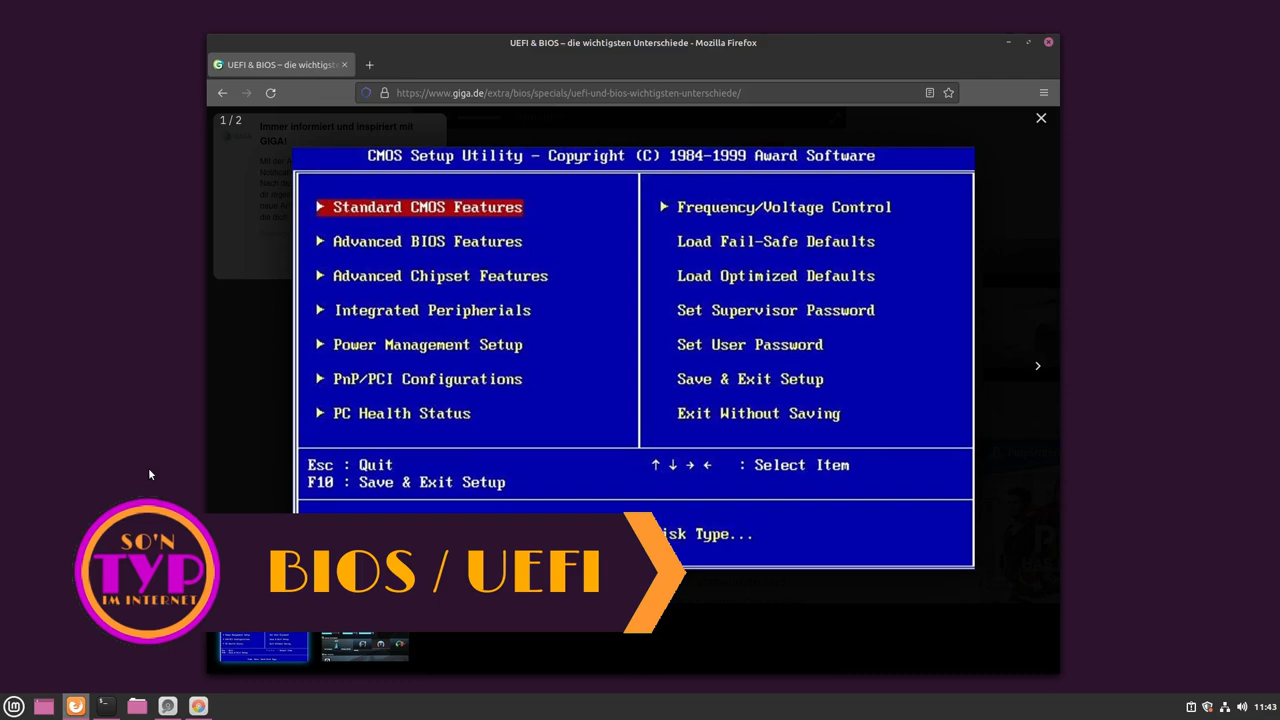 UEFI & BIOS – die wichtigsten Unterschiede - Mozilla Firefox
UEFI & BIOS – die wichtigst
https://www.giga.de/extra/bios/specials/uefi-und-bios-wichtigsten-unterschiede/
1 / 2
Immer informiert und inspiriert mit
GIGA!
CMOS Setup Utility - Copyright (C) 1984-1999 Award Software
Standard CMOS Features
Advanced BIOS Features
Advanced Chipset Features
Integrated Peripherials
Power Management Setup
PnP/PCI Configurations
PC Health Status
Frequency/Voltage Control
Load Fail-Safe Defaults
Load Optimized Defaults
Set Supervisor Password
Set User Password
Save & Exit Setup
Exit Without Saving
Esc : Quit
F10 : Save & Exit Setup
↑ ↓ → ← : Select Item
isk Type...
SO'N
TYP
IM INTERNET
BIOS / UEFI
11:43